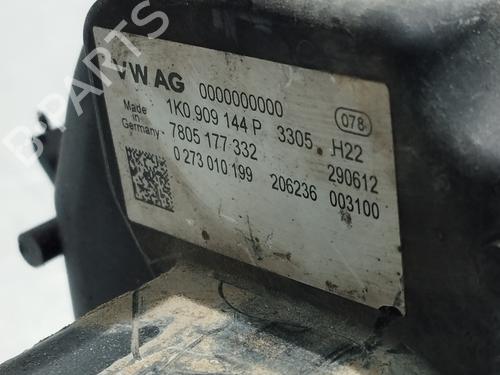 B-PARTS
VW AG 0000000000 078
Made in Germany 1K0.909 144 P 3305 H22
7805 177 332 290612
0 273 010 199 206236 003100